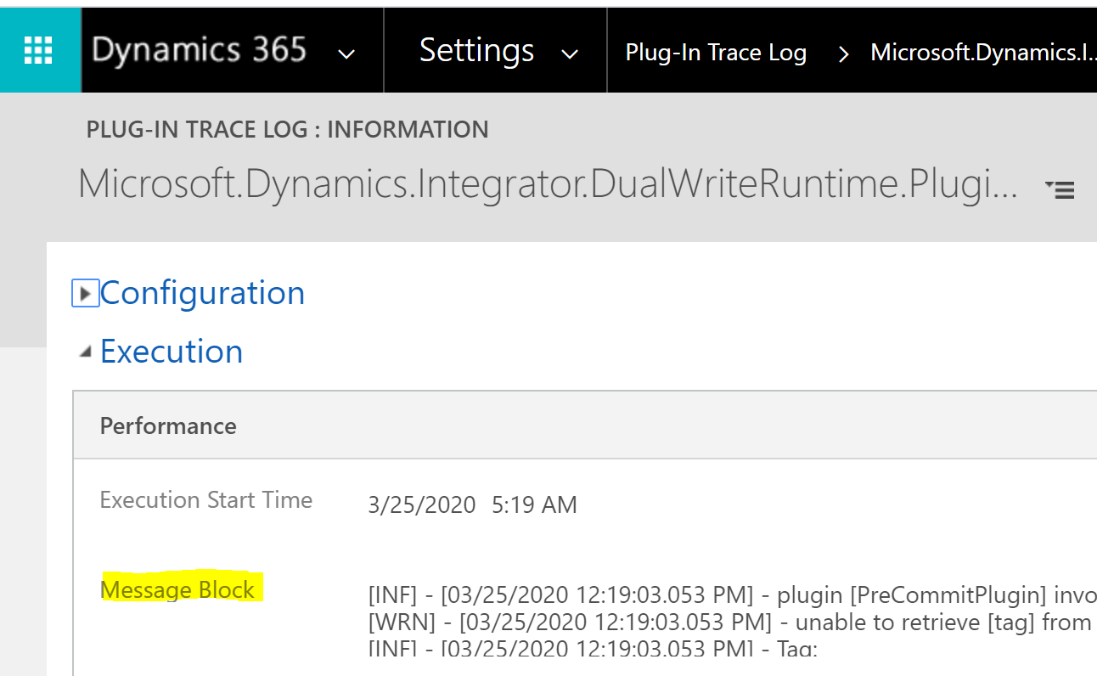 Dynamics 365 Settings Plug-In Trace Log > Microsoft.Dynamics.I...
PLUG-IN TRACE LOG : INFORMATION
Microsoft.Dynamics.Integrator.DualWriteRuntime.Plugi...
Configuration
Execution
Performance
Execution Start Time 3/25/2020 5:19 AM
Message Block [INF] - [03/25/2020 12:19:03.053 PM] - plugin [PreCommitPlugin] invo
[WRN] - [03/25/2020 12:19:03.053 PM] - unable to retrieve [tag] from
[INF] - [03/25/2020 12:19:03.053 PM] - Tag: